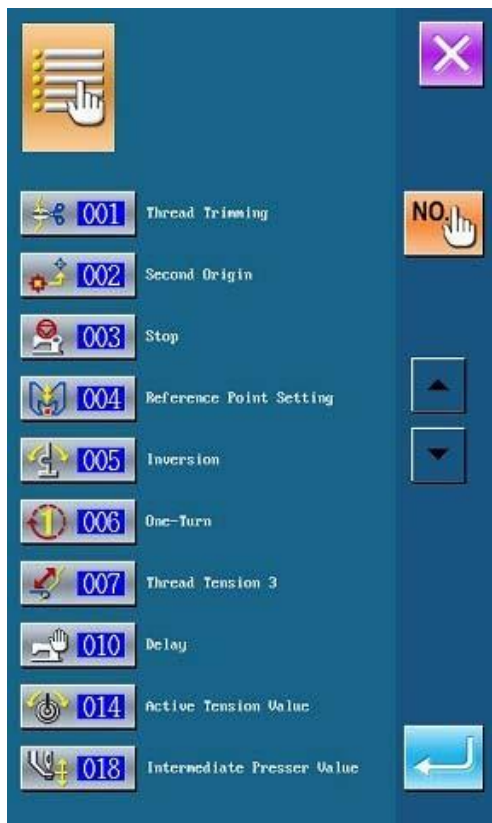 001 Thread Trimming
NO.
002 Second Origin
003 Stop
004 Reference Point Setting
005 Inversion
1
006 One-Turn
007 Thread Tension 3
010 Delay
014 Active Tension Value
018 Intermediate Presser Value